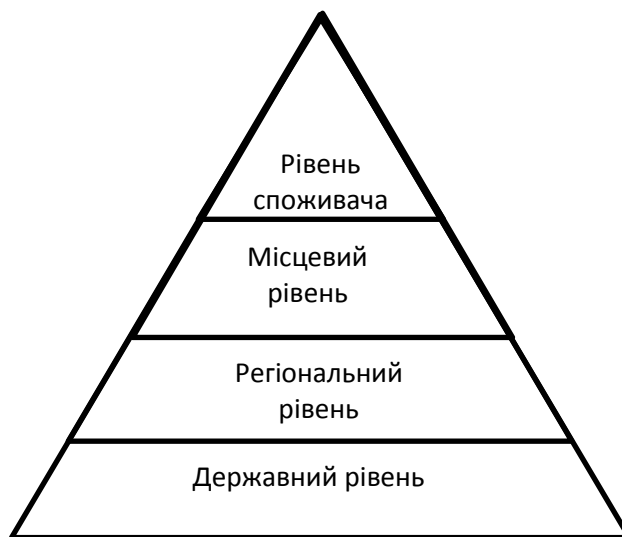 Рівень
споживача
Місцевий
рівень
Регіональний
рівень
Державний рівень